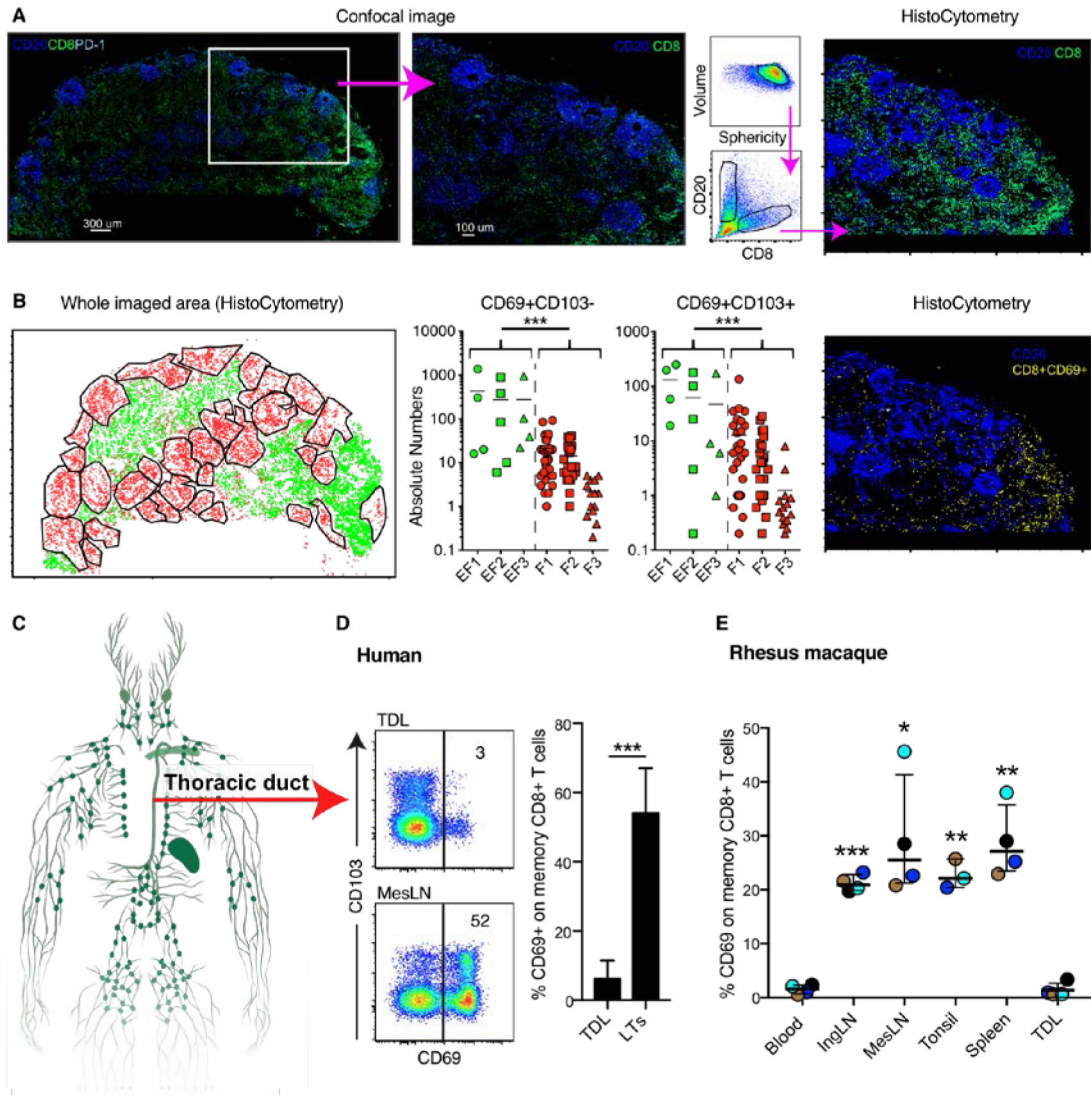 A
Confocal image
HistoCytometry
CD20CD8PD-1
300 um
CD20 CD8
100 um
Volume
Sphericity
CD20
CD8
CD20 CD8
B
Whole imaged area (HistoCytometry)
CD69+CD103-
***
Absolute Numbers
10000
1000
100
10
1
0.1
EF1
EF2
EF3
F1
F2
F3
CD69+CD103+
***
1000
100
10
1
0.1
EF1
EF2
EF3
F1
F2
F3
HistoCytometry
CD20
CD8+CD69+
C
Thoracic duct
D
Human
TDL
3
MesLN
52
CD103
CD69
% CD69+ on memory CD8+ T cells
80
60
40
20
0
***
TDL
LTs
E
Rhesus macaque
% CD69 on memory CD8+ T cells
50
40
30
20
10
0
***
*
**
**
Blood
IngLN
MesLN
Tonsil
Spleen
TDL